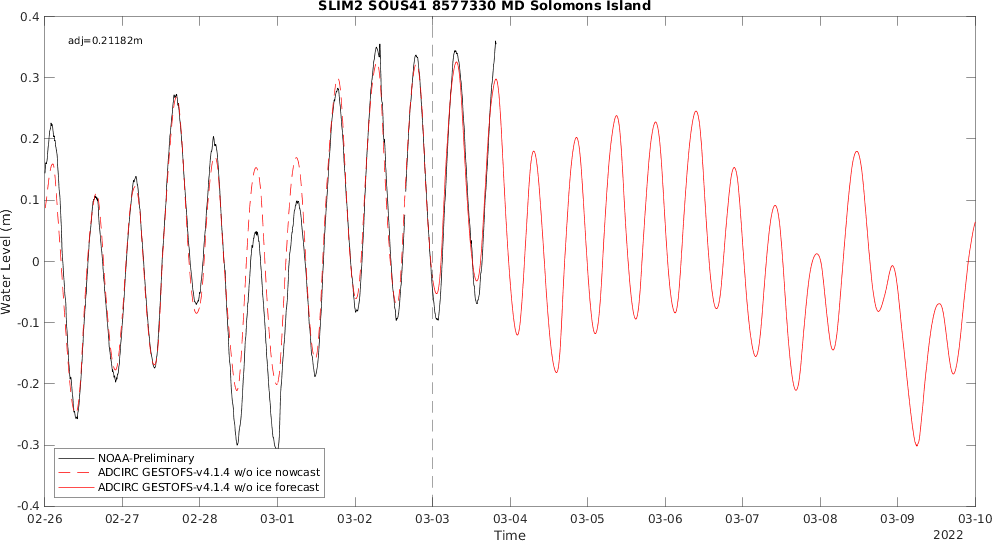 SLIM2 SOUS41 8577330 MD Solomons Island
adj=0.21182m
0.4
0.3
0.2
0.1
0
-0.1
-0.2
-0.3
-0.4
Water Level (m)
NOAA-Preliminary
ADCIRC GESTOFS-v4.1.4 w/o ice nowcast
ADCIRC GESTOFS-v4.1.4 w/o ice forecast
02-26 02-27 02-28 03-01 03-02 03-03 03-04 03-05 03-06 03-07 03-08 03-09 03-10
Time
2022